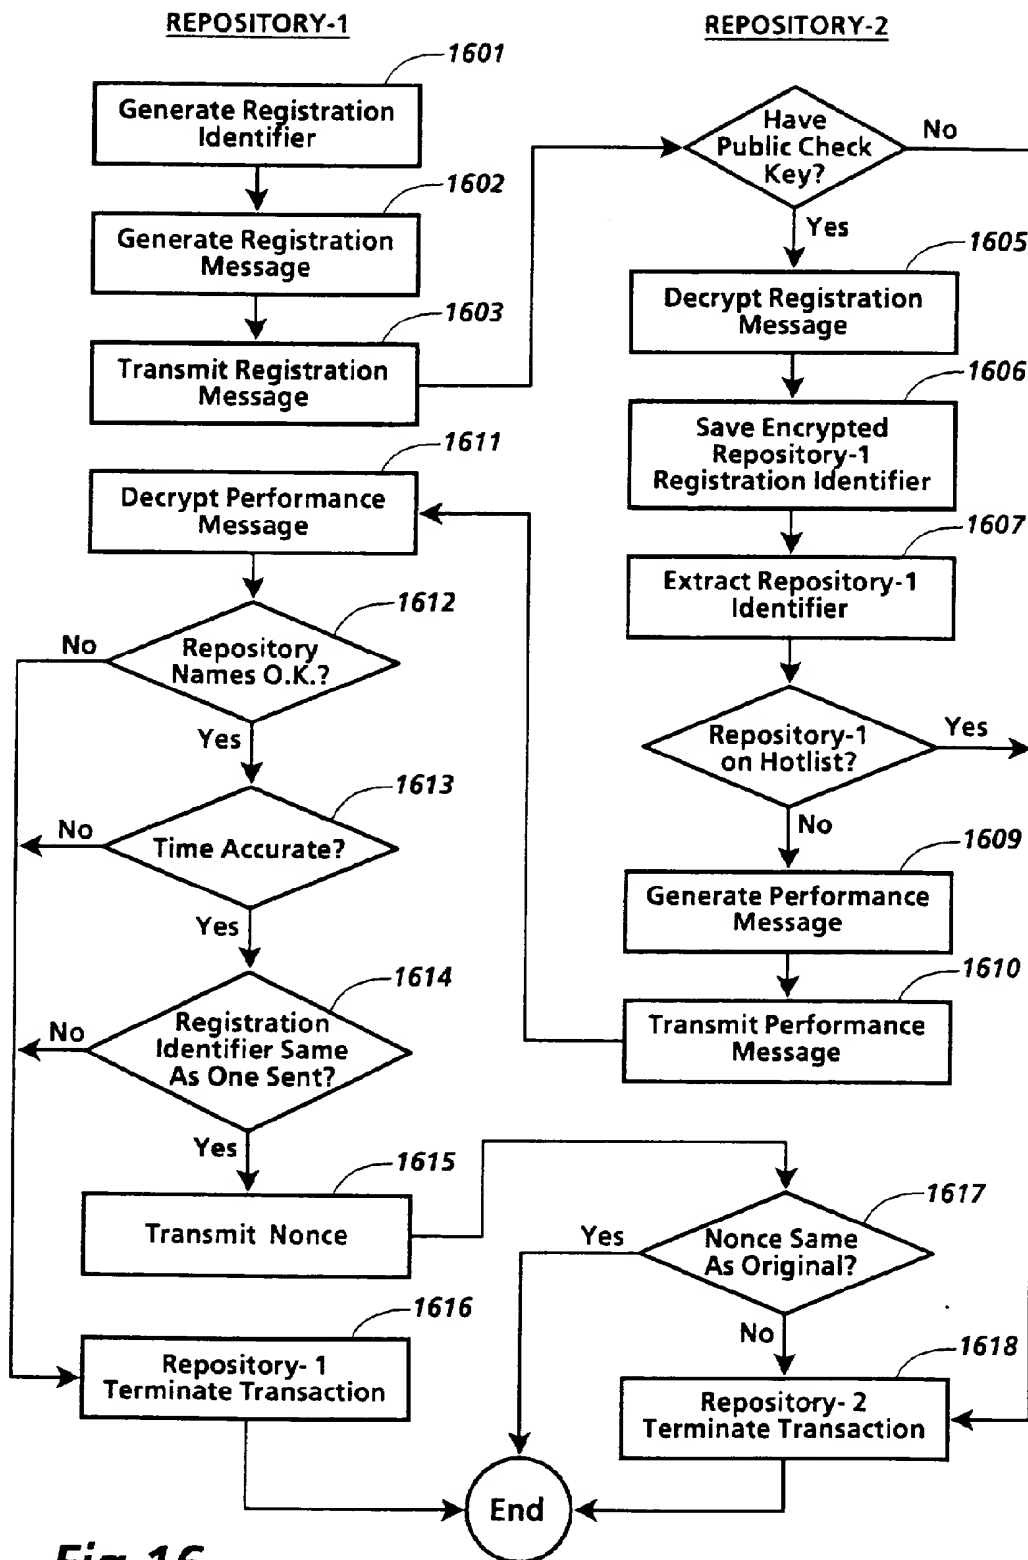 REPOSITORY-1
1601
Generate Registration
Identifier
1602
Generate Registration
Message
1603
Transmit Registration
Message
1611
Decrypt Performance
Message
1612
Repository
Names O.K.?
No
Yes
1613
Time Accurate?
No
Yes
1614
Registration
Identifier Same
As One Sent?
No
Yes
1615
Transmit Nonce
1616
Repository- 1
Terminate Transaction
REPOSITORY-2
Have
Public Check
Key?
No
Yes
1605
Decrypt Registration
Message
1606
Save Encrypted
Repository-1
Registration Identifier
1607
Extract Repository-1
Identifier
Repository-1
on Hotlist?
Yes
No
1609
Generate Performance
Message
1610
Transmit Performance
Message
1617
Nonce Same
As Original?
Yes
No
1618
Repository- 2
Terminate Transaction
End
Fig.16